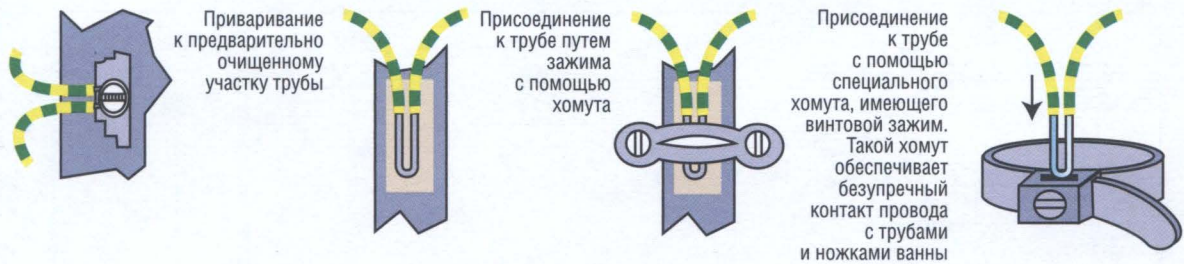 Приваривание
к предварительно
очищенному
участку трубы
Присоединение
к трубе путем
зажима
с помощью
хомута
Присоединение
к трубе
с помощью
специального
хомута, имеющего
винтовой зажим.
Такой хомут
обеспечивает
безупречный
контакт провода
с трубами
и ножками ванны